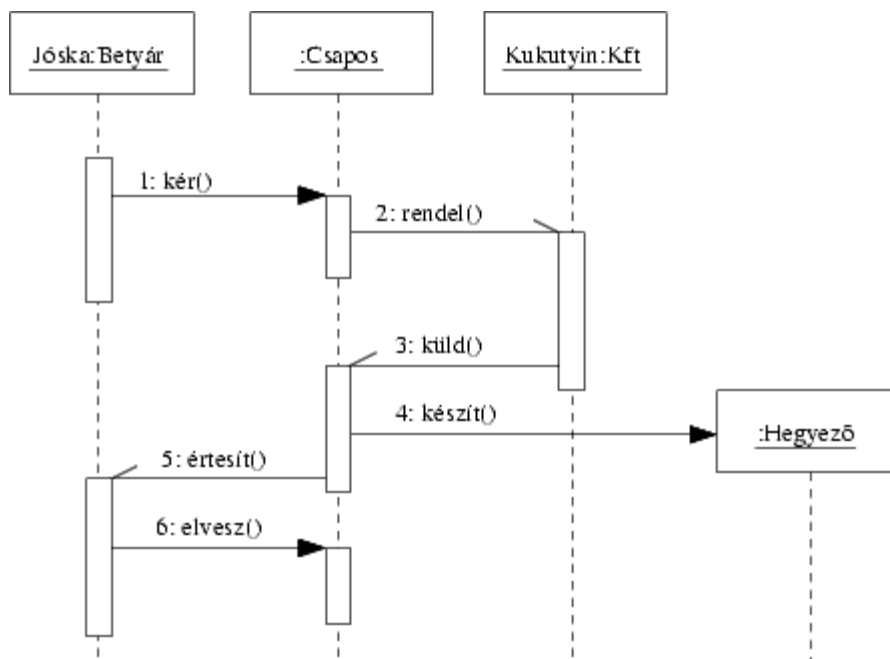 Jóska:Betyár
:Csapos
Kukutyin:Kft
1: kér()
2: rendel()
3: küld()
4: készít()
:Hegyező
5: értesít()
6: elvesz()